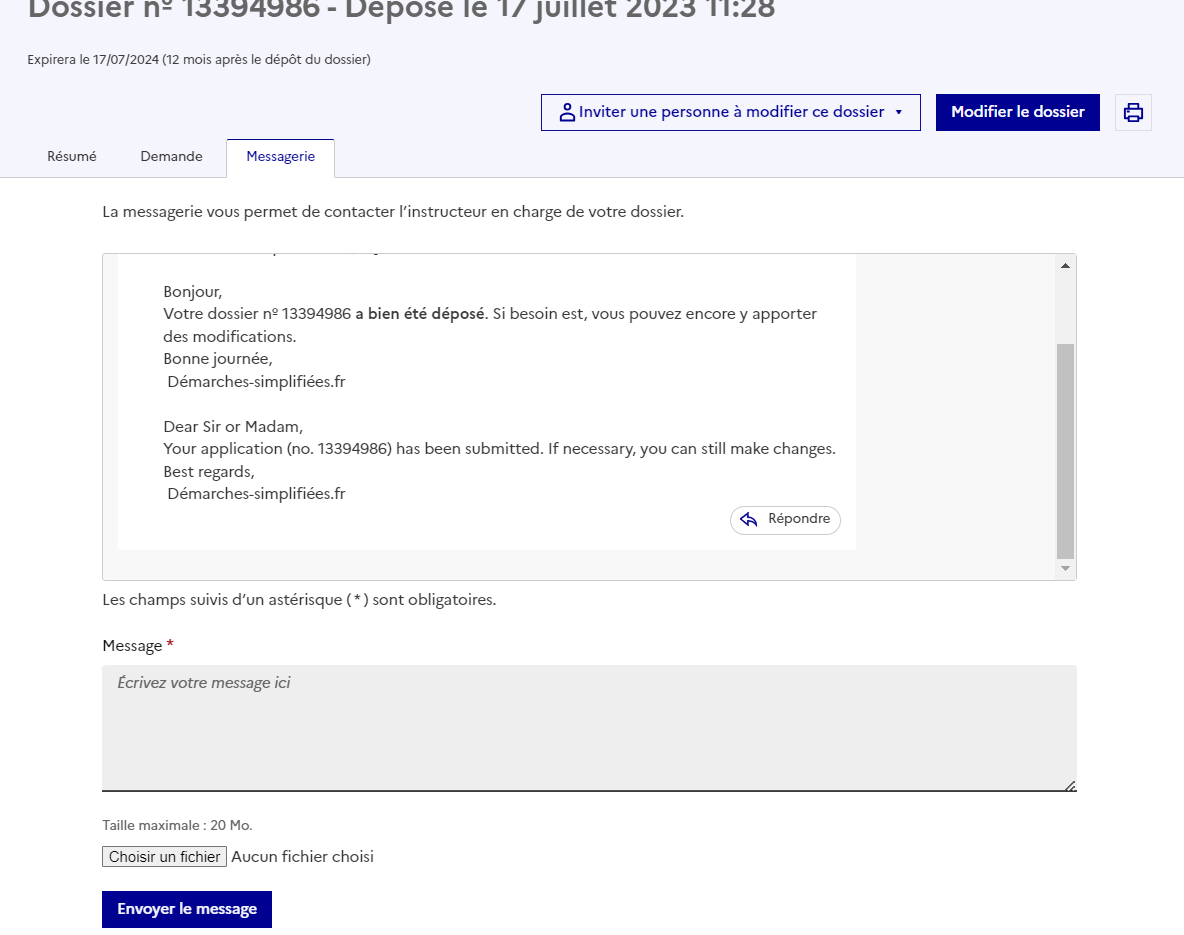 Dossier nº 13394986 - Déposé le 17 juillet 2023 11:28
Expirera le 17/07/2024 (12 mois après le dépôt du dossier)
Inviter une personne à modifier ce dossier
Modifier le dossier
Résumé
Demande
Messagerie
La messagerie vous permet de contacter l’instructeur en charge de votre dossier.
Bonjour,
Votre dossier nº 13394986 a bien été déposé. Si besoin est, vous pouvez encore y apporter
des modifications.
Bonne journée,
Démarches-simplifiées.fr
Dear Sir or Madam,
Your application (no. 13394986) has been submitted. If necessary, you can still make changes.
Best regards,
Démarches-simplifiées.fr
Répondre
Les champs suivis d’un astérisque ( * ) sont obligatoires.
Message *
Écrivez votre message ici
Taille maximale : 20 Mo.
Choisir un fichier Aucun fichier choisi
Envoyer le message